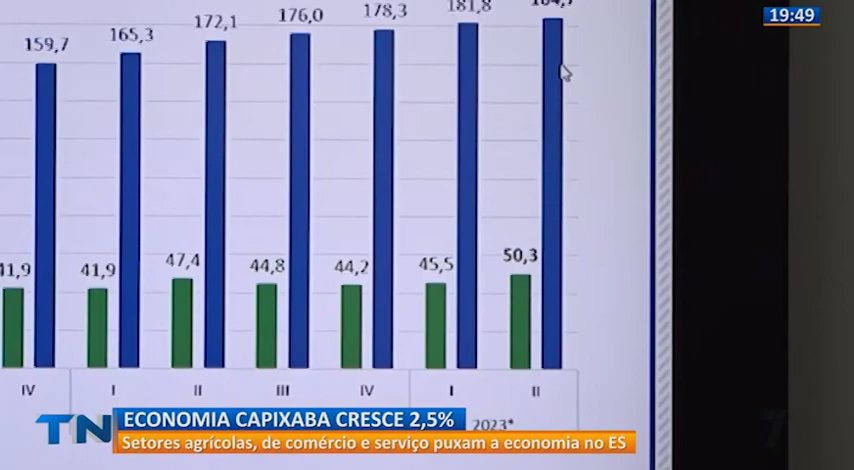 19:49
159,7 165,3 172,1 176,0 178,3 181,8
41,9 41,9 47,4 44,8 44,2 45,5 50,3
IV I II III IV I II
2023*
TN
ECONOMIA CAPIXABA CRESCE 2,5%
Setores agrícolas, de comércio e serviço puxam a economia no ES